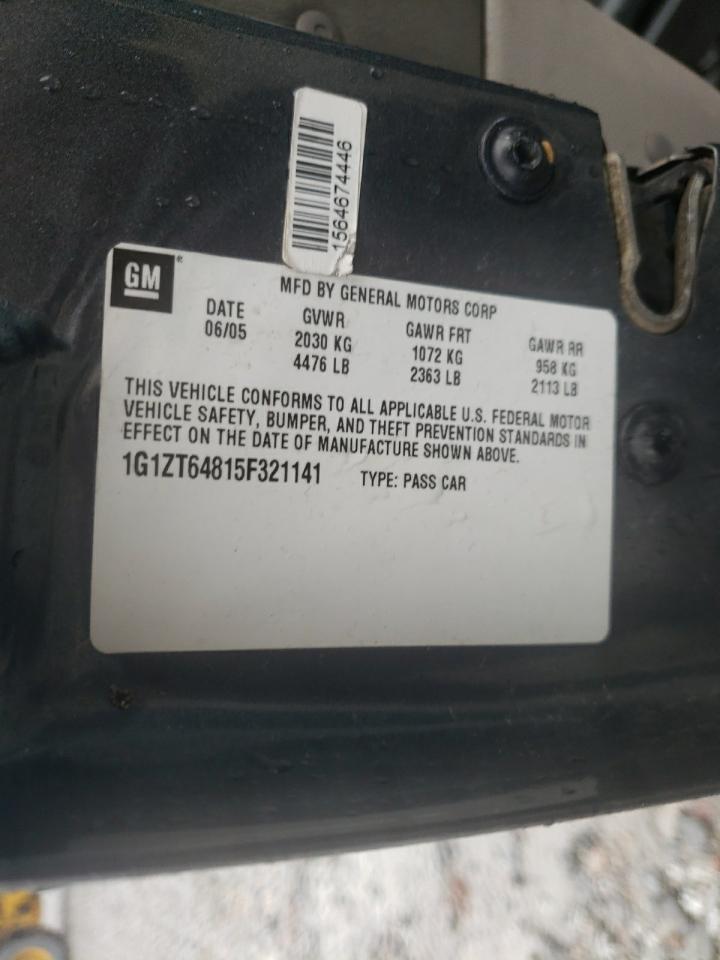 1564674446
GM®
MFD BY GENERAL MOTORS CORP
DATE GVWR GAWR FRT GAWR RR
06/05 2030 KG 1072 KG 958 KG
4476 LB 2363 LB 2113 LB
THIS VEHICLE CONFORMS TO ALL APPLICABLE U.S. FEDERAL MOTOR
VEHICLE SAFETY, BUMPER, AND THEFT PREVENTION STANDARDS IN
EFFECT ON THE DATE OF MANUFACTURE SHOWN ABOVE.
1G1ZT64815F321141 TYPE: PASS CAR